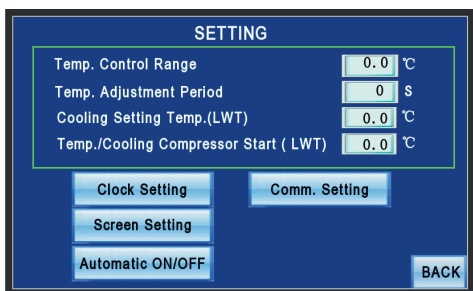 SETTING
Temp. Control Range 0.0 ℃
Temp. Adjustment Period 0 S
Cooling Setting Temp.(LWT) 0.0 ℃
Temp./Cooling Compressor Start ( LWT) 0.0 ℃
Clock Setting Comm. Setting
Screen Setting
Automatic ON/OFF
BACK